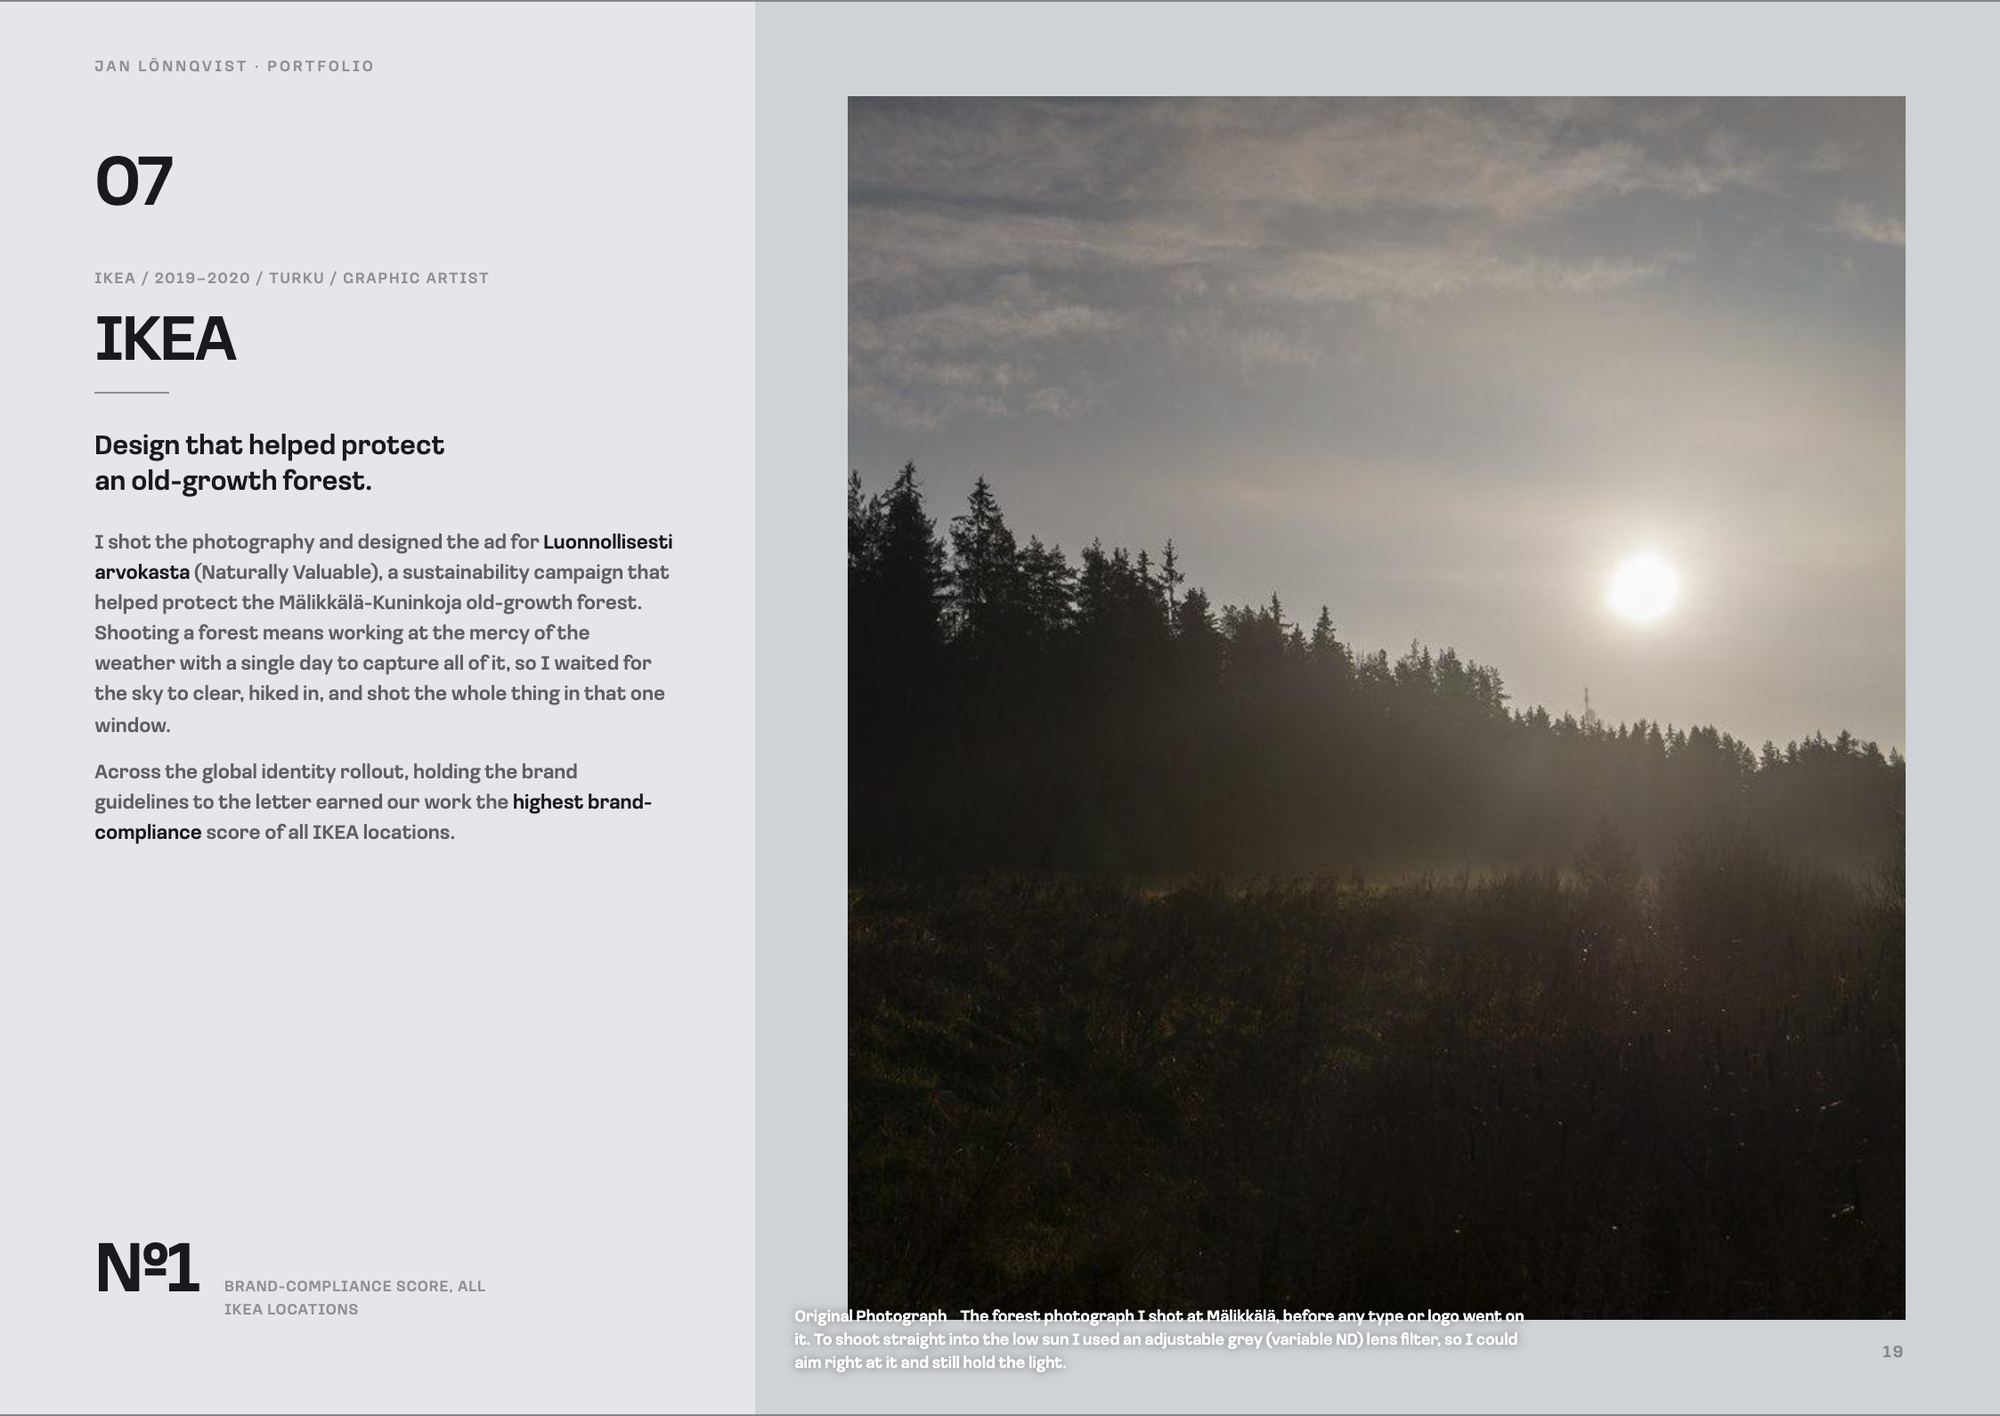 JAN LÖNNQVIST · PORTFOLIO
07
IKEA / 2019–2020 / TURKU / GRAPHIC ARTIST
IKEA
Design that helped protect
an old-growth forest.
I shot the photography and designed the ad for Luonnollisesti
arvokasta (Naturally Valuable), a sustainability campaign that
helped protect the Mälikkälä-Kuninkoja old-growth forest.
Shooting a forest means working at the mercy of the
weather with a single day to capture all of it, so I waited for
the sky to clear, hiked in, and shot the whole thing in that one
window.
Across the global identity rollout, holding the brand
guidelines to the letter earned our work the highest brand-
compliance score of all IKEA locations.
Nº1
BRAND-COMPLIANCE SCORE, ALL
IKEA LOCATIONS
Original Photograph The forest photograph I shot at Mälikkälä, before any type or logo went on
it. To shoot straight into the low sun I used an adjustable grey (variable ND) lens filter, so I could
aim right at it and still hold the light.
19